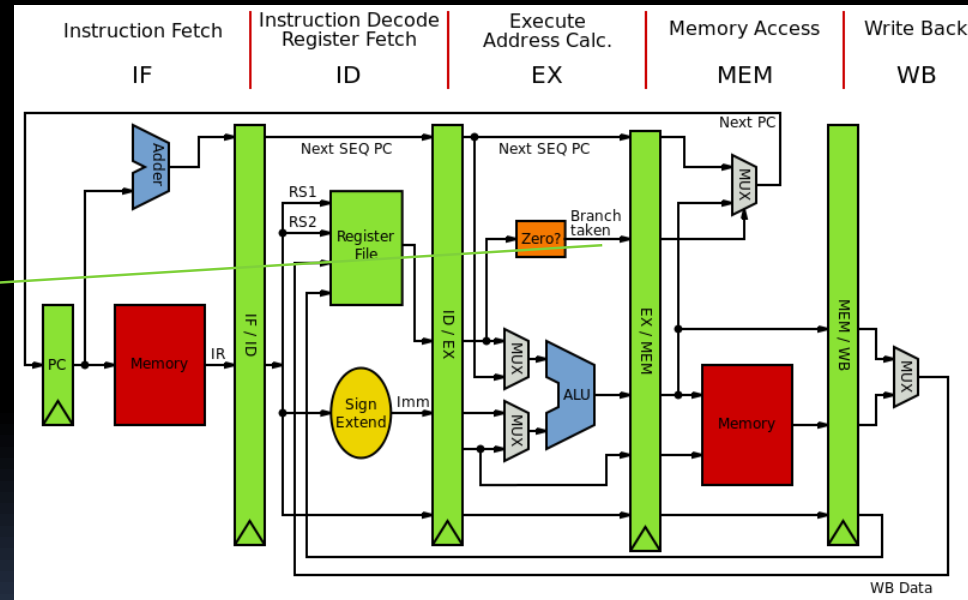 Instruction Fetch
IF
Instruction Decode
Register Fetch
ID
Execute
Address Calc.
EX
Memory Access
MEM
Write Back
WB
Next PC
Adder
Next SEQ PC
Next SEQ PC
MUX
RS1
RS2
Register
File
Zero?
Branch
taken
IF / ID
ID / EX
EX / MEM
MEM / WB
PC
Memory
IR
Sign
Extend
Imm
MUX
MUX
ALU
Memory
MUX
WB Data